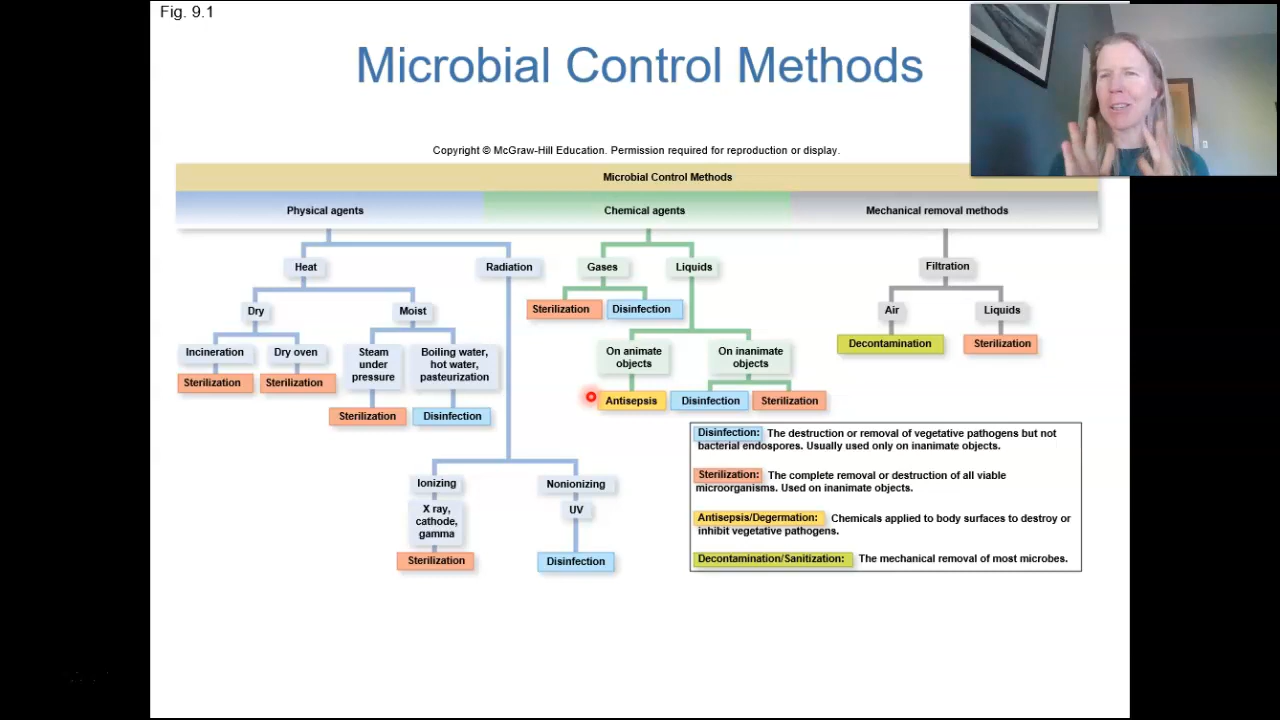 Fig. 9.1
Microbial Control Methods
Copyright © McGraw-Hill Education. Permission required for reproduction or display.
Microbial Control Methods
Physical agents
Chemical agents
Mechanical removal methods
Heat
Radiation
Gases
Liquids
Filtration
Dry
Moist
Sterilization
Disinfection
Air
Liquids
Incineration
Dry oven
Steam
under
pressure
Boiling water,
hot water,
pasteurization
On animate
objects
On inanimate
objects
Decontamination
Sterilization
Sterilization
Sterilization
Sterilization
Disinfection
Antisepsis
Disinfection
Sterilization
Disinfection: The destruction or removal of vegetative pathogens but not
bacterial endospores. Usually used only on inanimate objects.
Sterilization: The complete removal or destruction of all viable
microorganisms. Used on inanimate objects.
Antisepsis/Degermation: Chemicals applied to body surfaces to destroy or
inhibit vegetative pathogens.
Decontamination/Sanitization: The mechanical removal of most microbes.
Ionizing
Nonionizing
X ray,
cathode,
gamma
UV
Sterilization
Disinfection